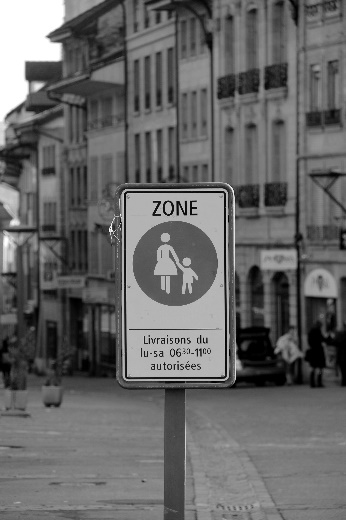 ZONE
Livraisons du
lu-sa 06³⁰-11⁰⁰
autorisées